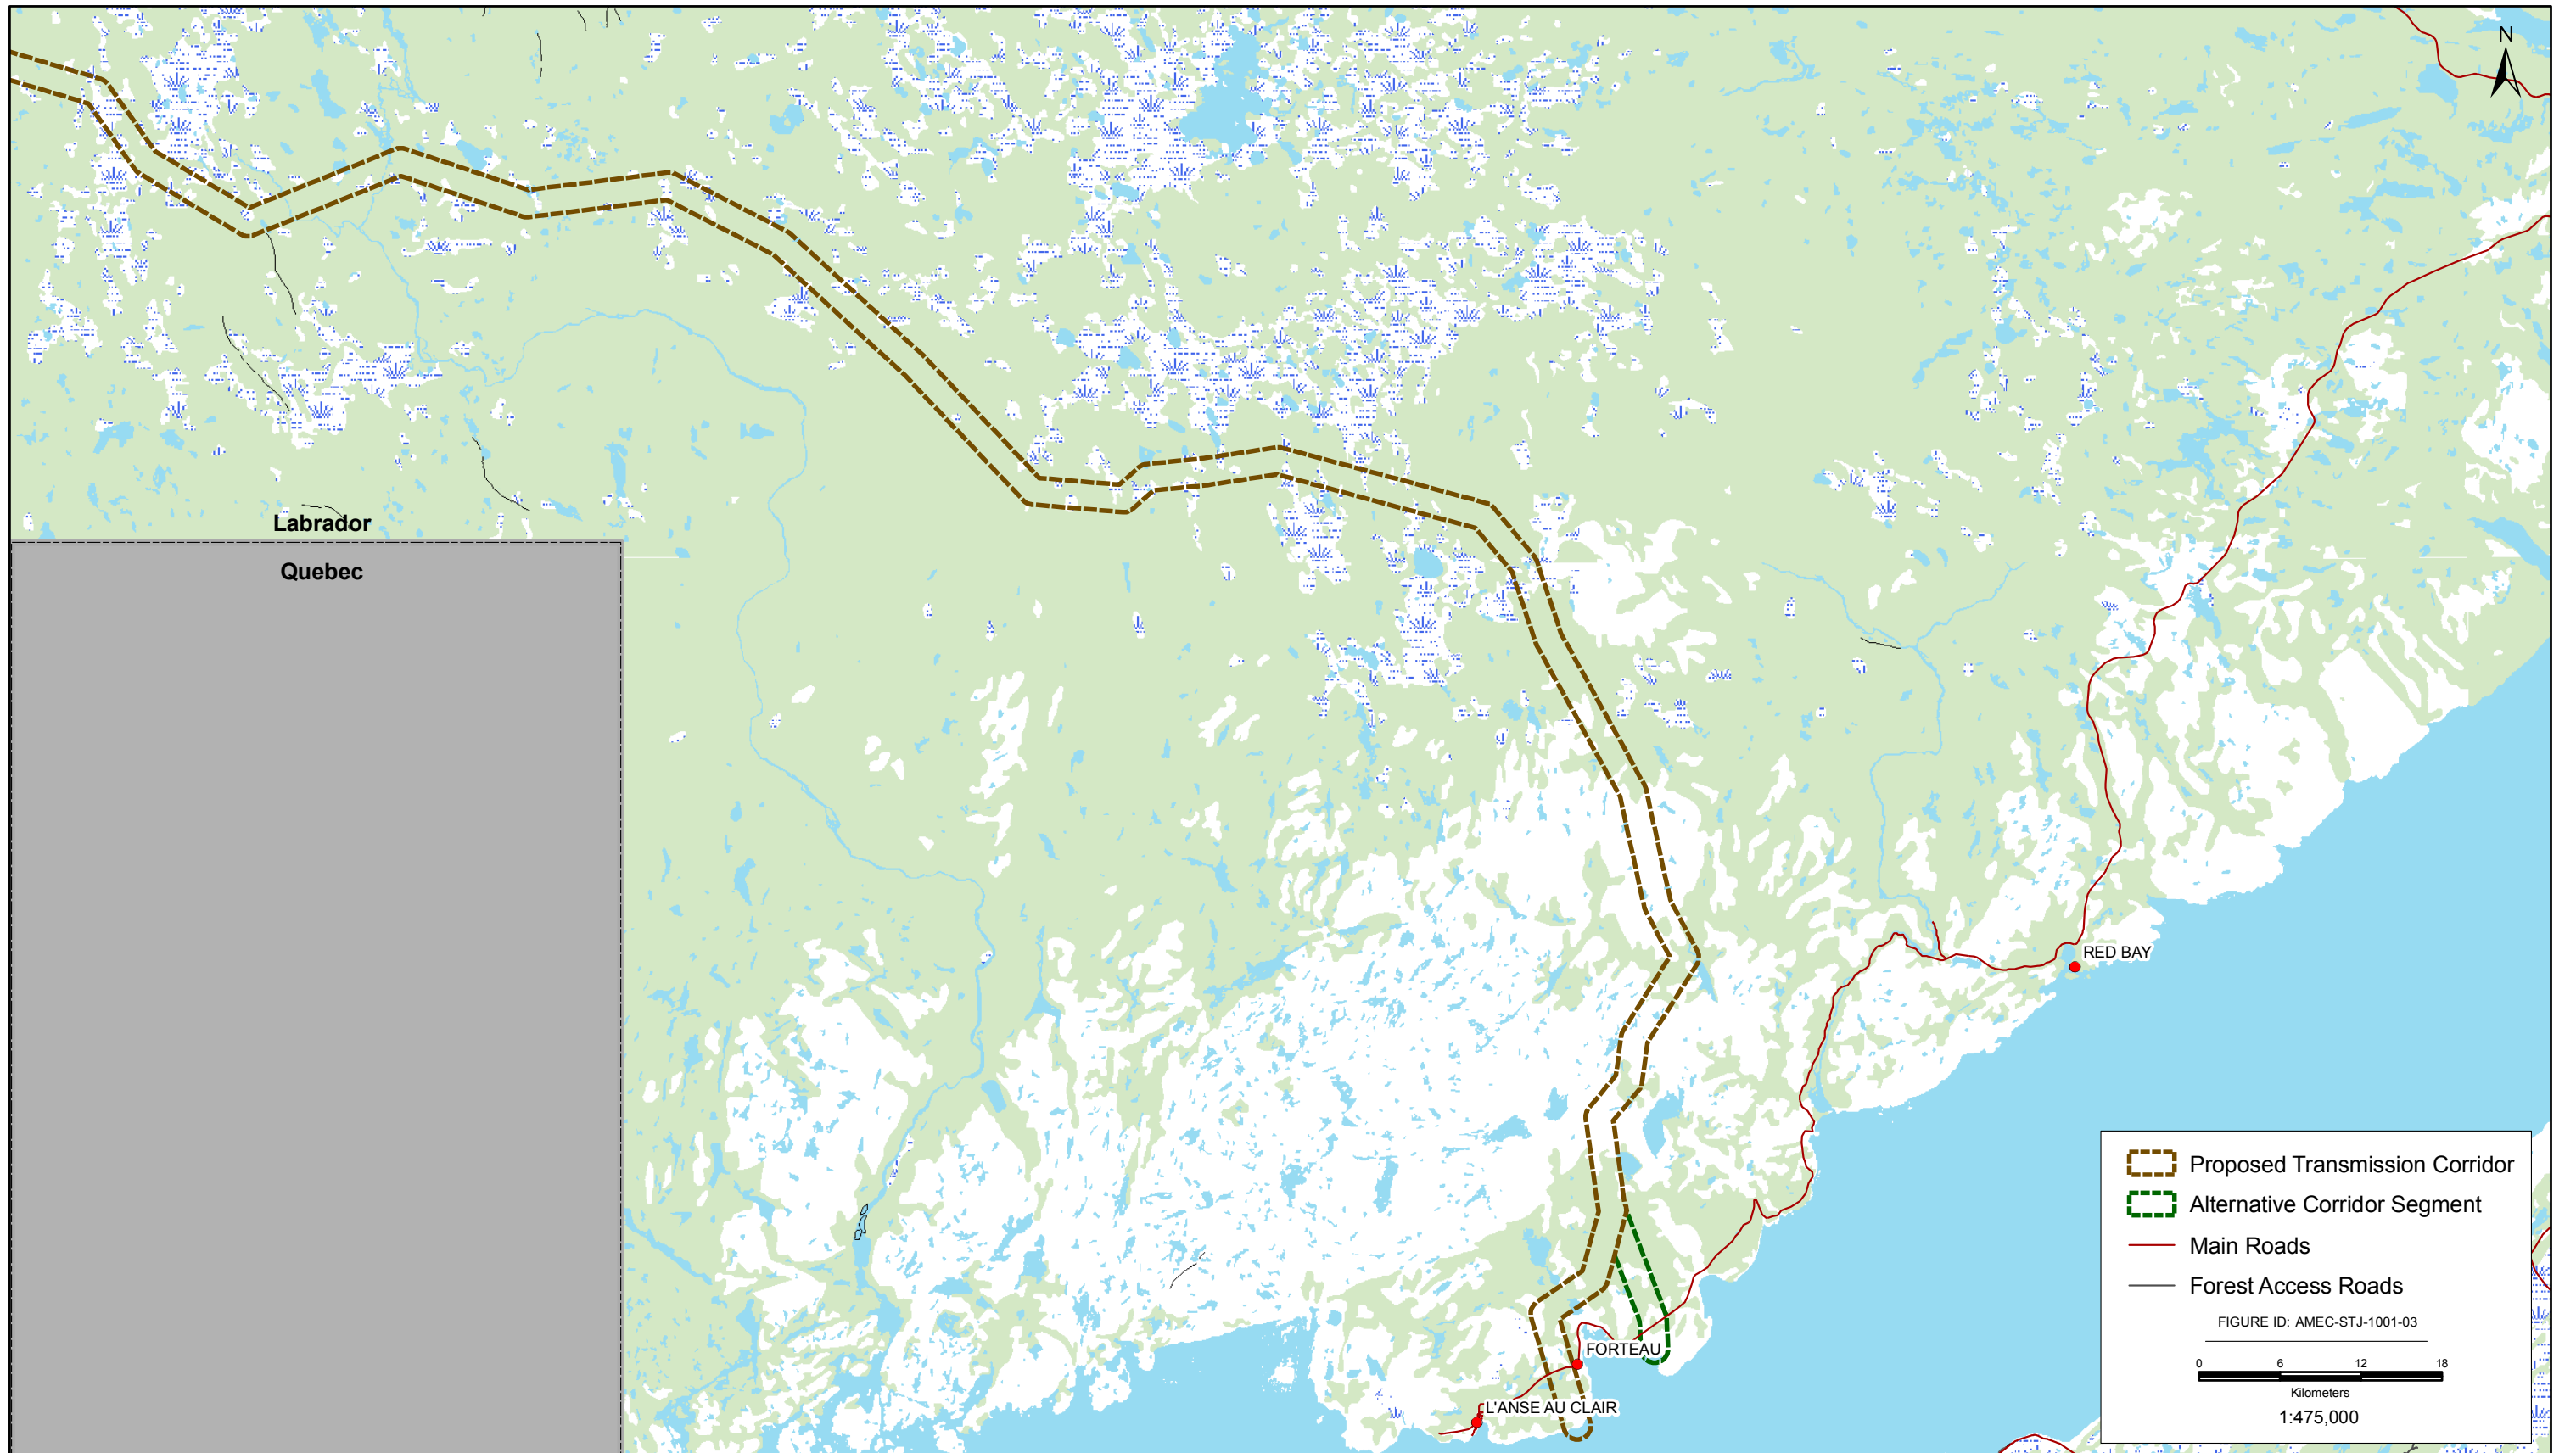 N
Labrador
Quebec
RED BAY
FORTEAU
L'ANSE AU CLAIR
Proposed Transmission Corridor
Alternative Corridor Segment
Main Roads
Forest Access Roads
FIGURE ID: AMEC-STJ-1001-03
0 6 12 18
Kilometers
1:475,000